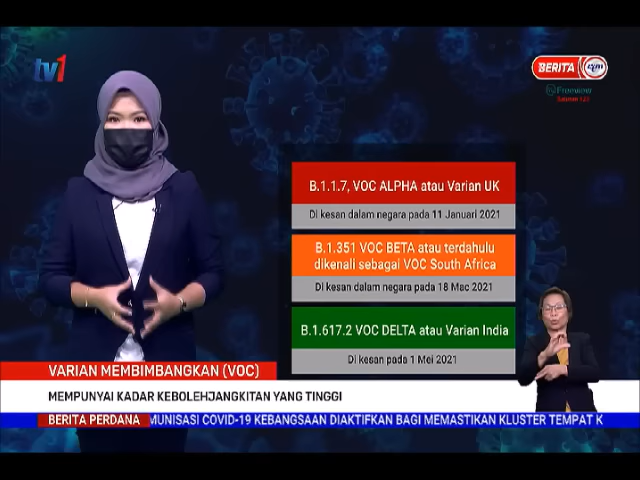 tv1
BERITA rtm
Freeview
Saluran 123
B.1.1.7, VOC ALPHA atau Varian UK
Di kesan dalam negara pada 11 Januari 2021
B.1.351 VOC BETA atau terdahulu
dikenali sebagai VOC South Africa
Di kesan dalam negara pada 18 Mac 2021
B.1.617.2 VOC DELTA atau Varian India
Di kesan pada 1 Mei 2021
VARIAN MEMBIMBANGKAN (VOC)
MEMPUNYAI KADAR KEBOLEHJANGKITAN YANG TINGGI
BERITA PERDANA MUNISASI COVID-19 KEBANGSAAN DIAKTIFKAN BAGI MEMASTIKAN KLUSTER TEMPAT K